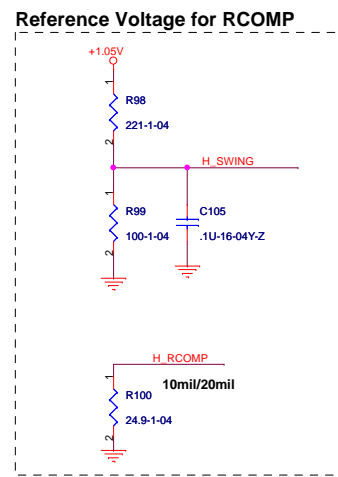 Reference Voltage for RCOMP
+1.05V
1
R98
221-1-04
2
H_SWING
1
R99
100-1-04
2
C105
.1U-16-04Y-Z
H_RCOMP
10mil/20mil
1
R100
24.9-1-04
2